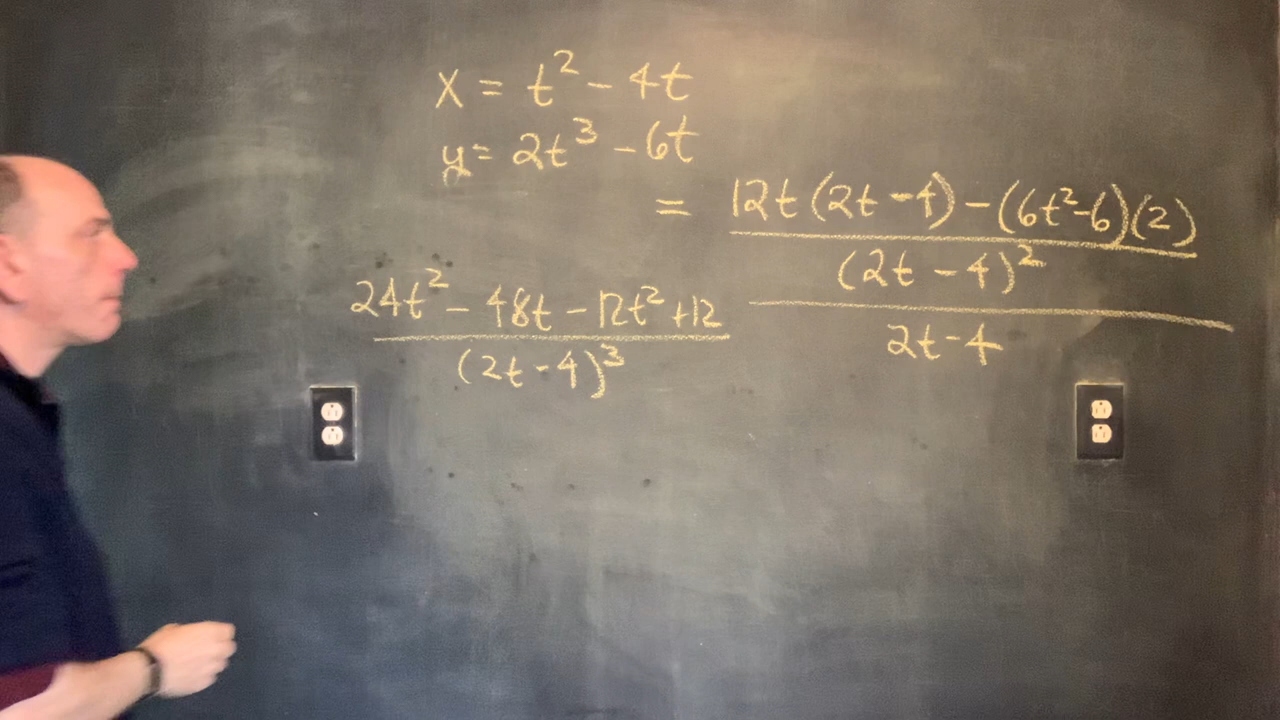 x = t² - 4t
y = 2t³ - 6t
= 12t(2t - 4) - (6t² - 6)(2)
(2t - 4)²
2t - 4
24t² - 48t - 12t² + 12
(2t - 4)³